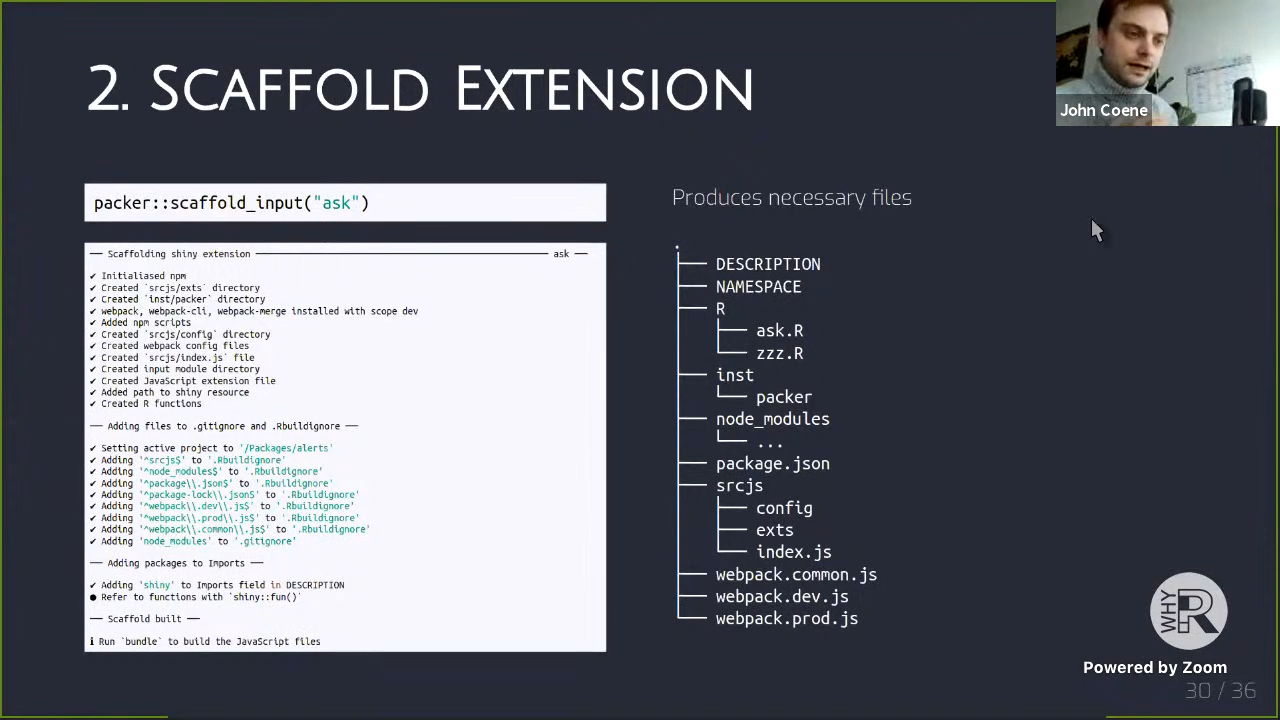 2. SCAFFOLD EXTENSION
John Coene
packer::scaffold_input("ask")
── Scaffolding shiny extension ── ask ──
✔ Initialiased npm
✔ Created `srcjs/exts` directory
✔ Created `inst/packer` directory
✔ webpack, webpack-cli, webpack-merge installed with scope dev
✔ Added npm scripts
✔ Created `srcjs/config` directory
✔ Created webpack config files
✔ Created `srcjs/index.js` file
✔ Created input module directory
✔ Created JavaScript extension file
✔ Added path to shiny resource
✔ Created R functions
── Adding files to .gitignore and .Rbuildignore ──
✔ Setting active project to '/Packages/alerts'
✔ Adding '^srcjs$' to '.Rbuildignore'
✔ Adding '^node_modules$' to '.Rbuildignore'
✔ Adding '^package\\.json$' to '.Rbuildignore'
✔ Adding '^package-lock\\.json$' to '.Rbuildignore'
✔ Adding '^webpack\\.dev\\.js$' to '.Rbuildignore'
✔ Adding '^webpack\\.prod\\.js$' to '.Rbuildignore'
✔ Adding '^webpack\\.common\\.js$' to '.Rbuildignore'
✔ Adding 'node_modules' to '.gitignore'
── Adding packages to Imports ──
✔ Adding 'shiny' to Imports field in DESCRIPTION
● Refer to functions with `shiny::fun()`
── Scaffold built ──
ℹ Run `bundle` to build the JavaScript files
Produces necessary files
.
├── DESCRIPTION
├── NAMESPACE
├── R
│   ├── ask.R
│   └── zzz.R
├── inst
│   └── packer
├── node_modules
│   └── ...
├── package.json
├── srcjs
│   ├── config
│   ├── exts
│   └── index.js
├── webpack.common.js
├── webpack.dev.js
└── webpack.prod.js
WHY R
Powered by Zoom
30 / 36